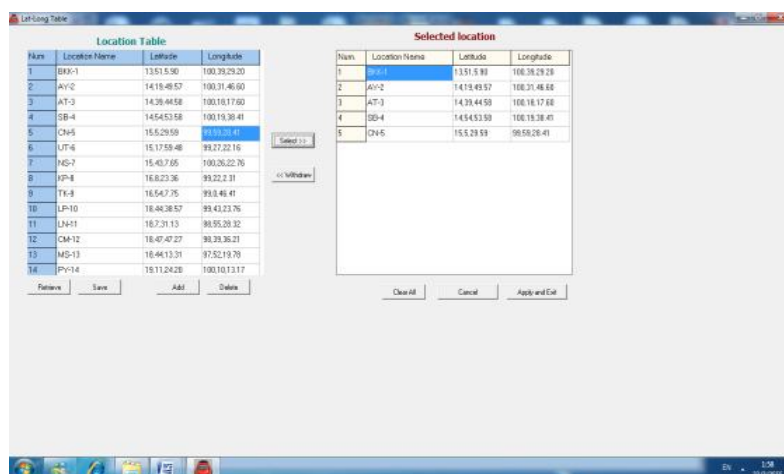 Lat-Long Table
Location Table
Num Location Name Latitude Longitude
1 BKK-1 13,51,5.90 100,39,29.20
2 AY-2 14,19,49.57 100,31,46.60
3 AT-3 14,39,44.58 100,18,17.60
4 SB-4 14,54,53.58 100,19,38.41
5 CN-5 15,5,29.59 99,59,28.41
6 UT-6 15,17,59.48 99,27,22.16
7 NS-7 15,43,7.65 100,26,22.76
8 KP-8 16,8,23.36 99,22,2.31
9 TK-9 16,54,7.75 99,0,46.41
10 LP-10 18,44,38.57 99,43,23.76
11 LN-11 18,7,31.13 98,55,28.32
12 CM-12 18,47,47.27 98,39,36.21
13 MS-13 18,44,13.31 97,52,19.78
14 PY-14 19,11,24.28 100,10,13.17
Retrieve Save Add Delete
Select >>
<< Withdraw
Selected location
Num Location Name Latitude Longitude
1 BKK-1 13,51,5.90 100,39,29.20
2 AY-2 14,19,49.57 100,31,46.60
3 AT-3 14,39,44.58 100,18,17.60
4 SB-4 14,54,53.58 100,19,38.41
5 CN-5 15,5,29.59 99,59,28.41
Clear All Cancel Apply and Exit
EN 1:58